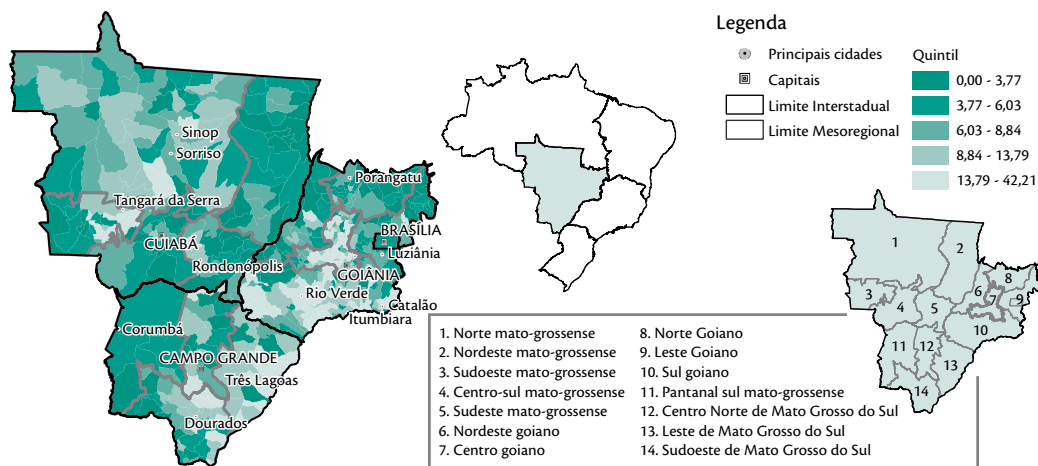 Legenda
Principais cidades
Capitais
Limite Interstadual
Limite Mesoregional
Quintil
0,00 - 3,77
3,77 - 6,03
6,03 - 8,84
8,84 - 13,79
13,79 - 42,21
Sinop
Sorriso
Tangará da Serra
CUIABÁ
Rondonópolis
Porangatu
BRASÍLIA
Luziânia
GOIÂNIA
Rio Verde
Catalão
Itumbiara
Corumbá
CAMPO GRANDE
Três Lagoas
Dourados
1
2
3
4
5
6
7
8
9
10
11
12
13
14
1. Norte mato-grossense
2. Nordeste mato-grossense
3. Sudoeste mato-grossense
4. Centro-sul mato-grossense
5. Sudeste mato-grossense
6. Nordeste goiano
7. Centro goiano
8. Norte Goiano
9. Leste Goiano
10. Sul goiano
11. Pantanal sul mato-grossense
12. Centro Norte de Mato Grosso do Sul
13. Leste de Mato Grosso do Sul
14. Sudoeste de Mato Grosso do Sul